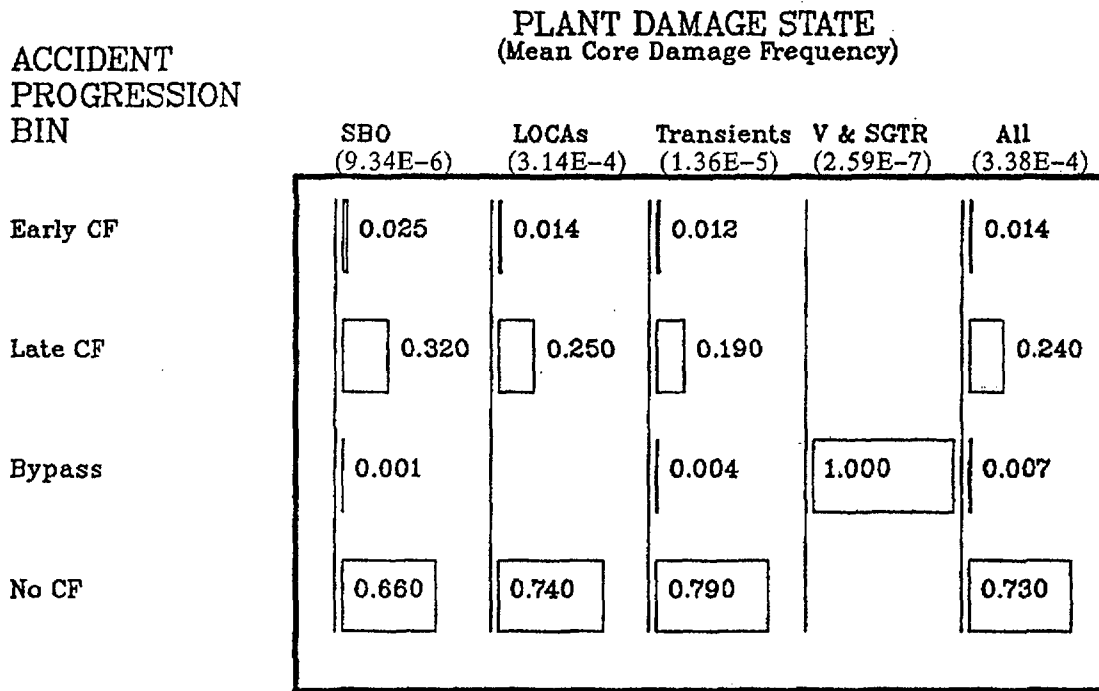 PLANT DAMAGE STATE
(Mean Core Damage Frequency)
ACCIDENT
PROGRESSION
BIN
SBO LOCAs Transients V & SGTR All
(9.34E-6) (3.14E-4) (1.36E-5) (2.59E-7) (3.38E-4)
Early CF 0.025 0.014 0.012 0.014
Late CF 0.320 0.250 0.190 0.240
Bypass 0.001 0.004 1.000 0.007
No CF 0.660 0.740 0.790 0.730